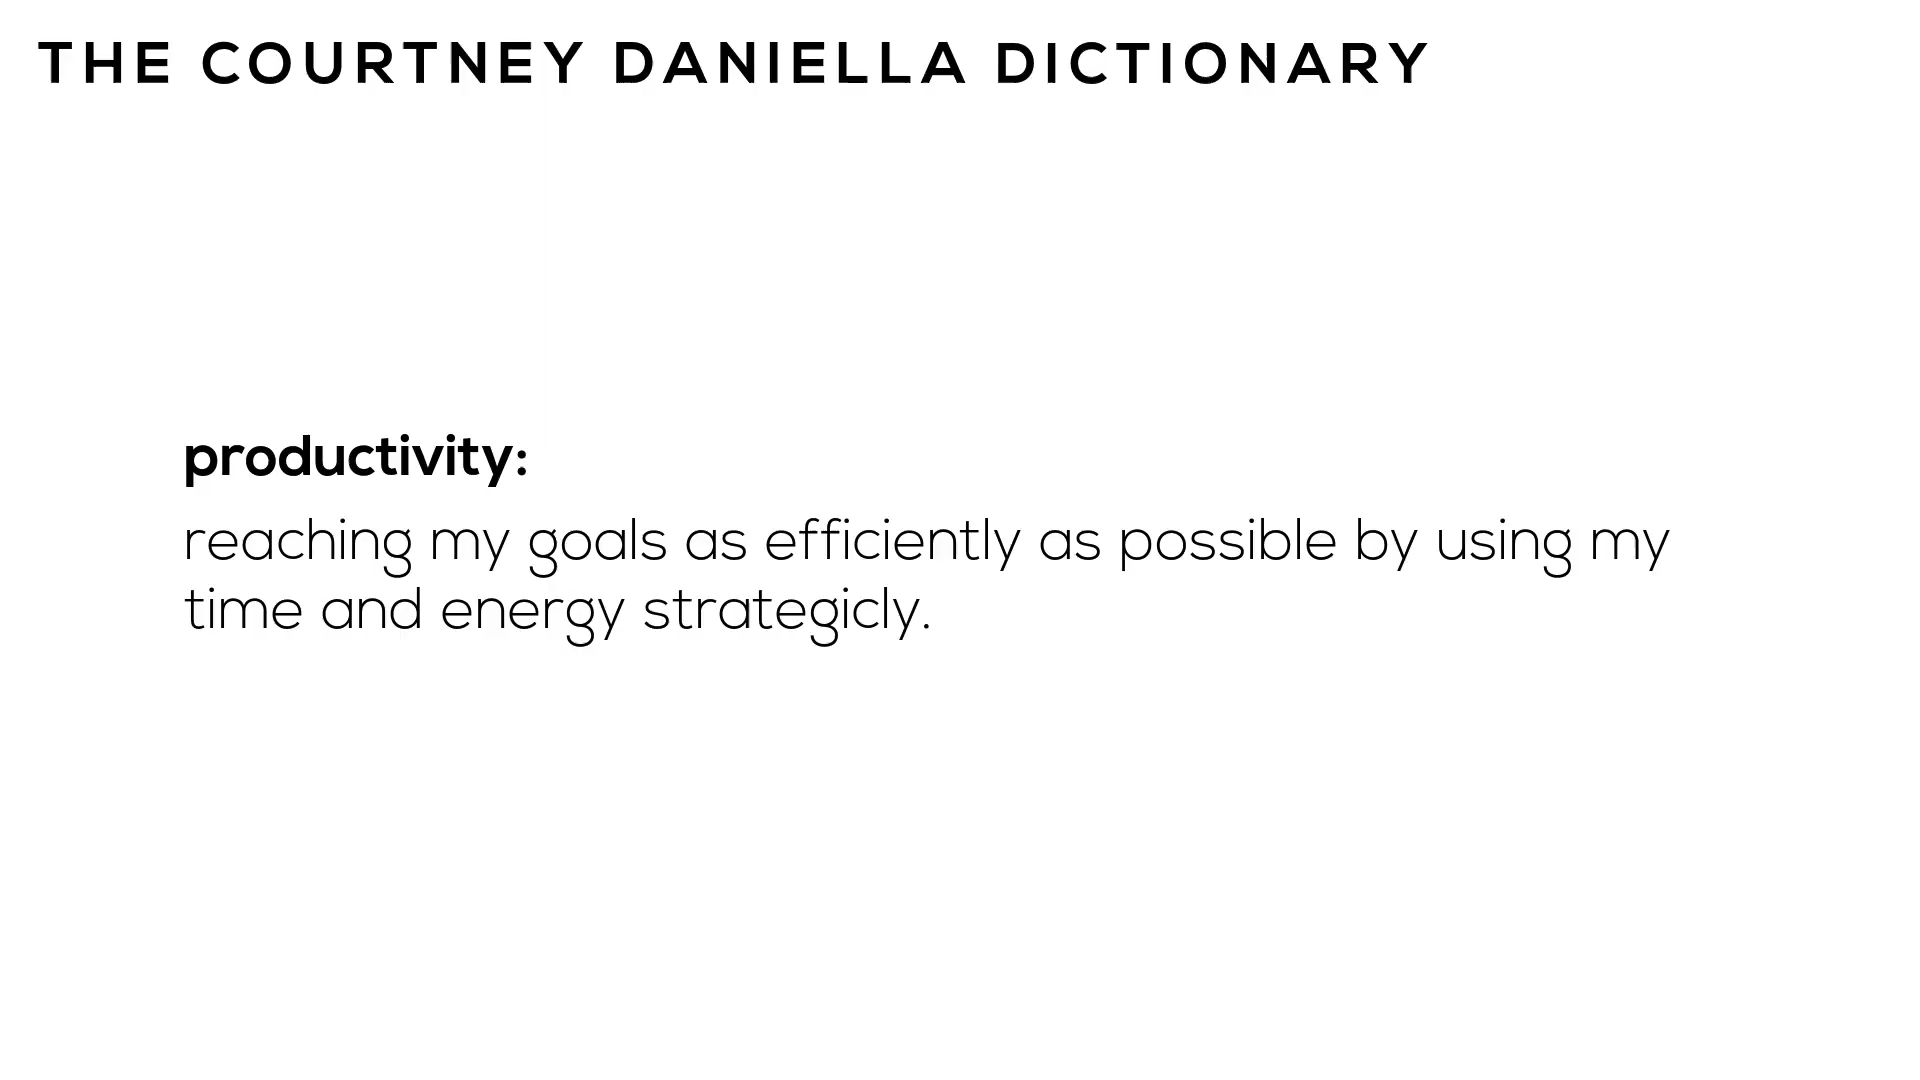 THE COURTNEY DANIELLA DICTIONARY
productivity:
reaching my goals as efficiently as possible by using my
time and energy strategicly.